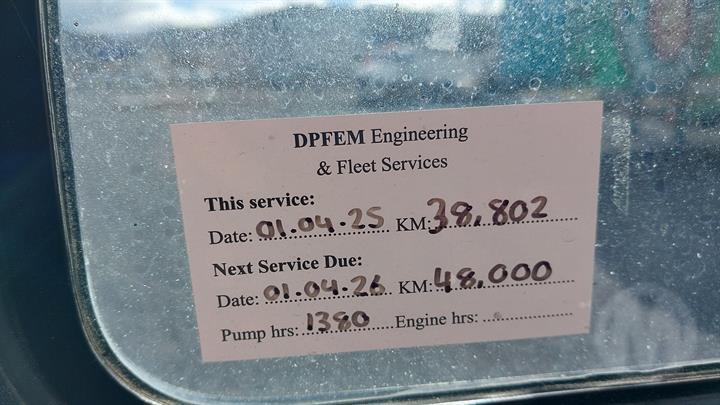 DPFEM Engineering
& Fleet Services
This service:
Date: 01.04.25 KM: 38,802
Next Service Due:
Date: 01.04.26 KM: 48,000
Pump hrs: 1380 Engine hrs: